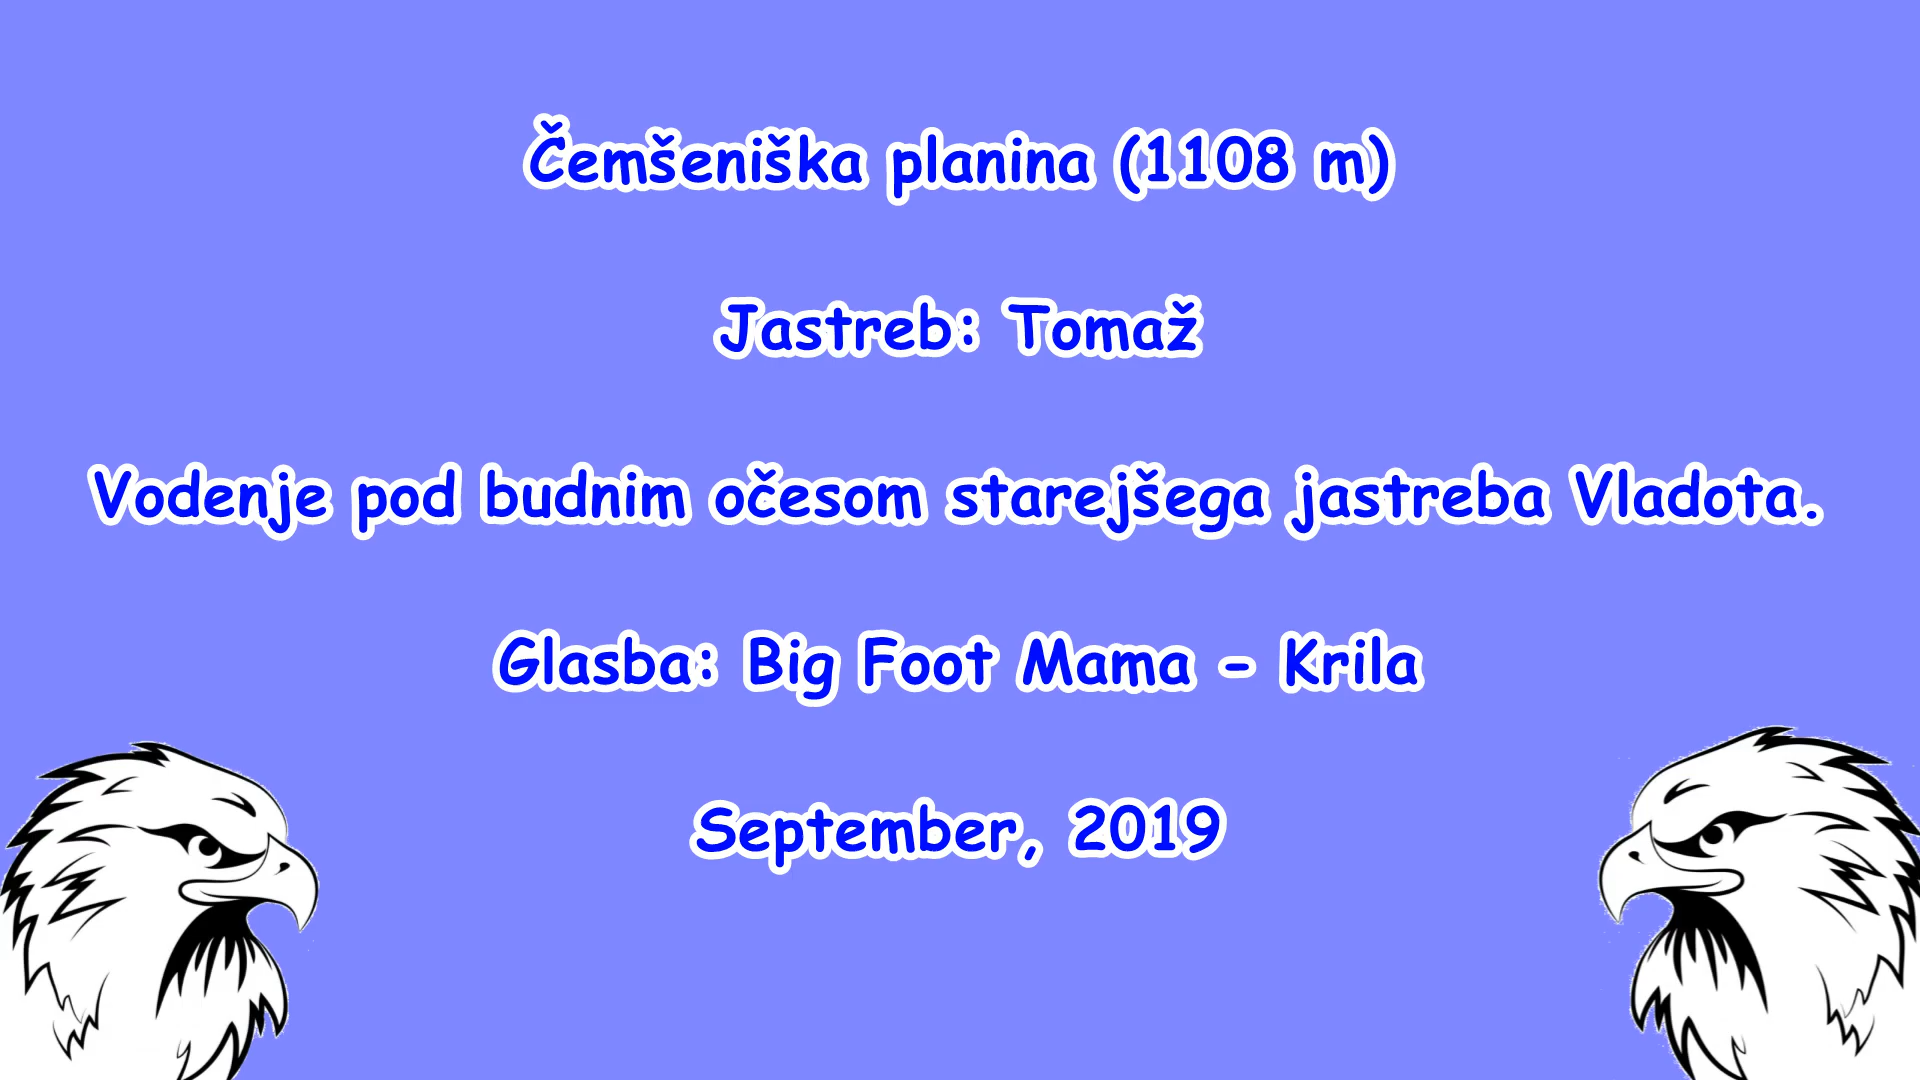 Čemšeniška planina (1108 m)
Jastreb: Tomaž
Vodenje pod budnim očesom starejšega jastreba Vladota.
Glasba: Big Foot Mama - Krila
September, 2019